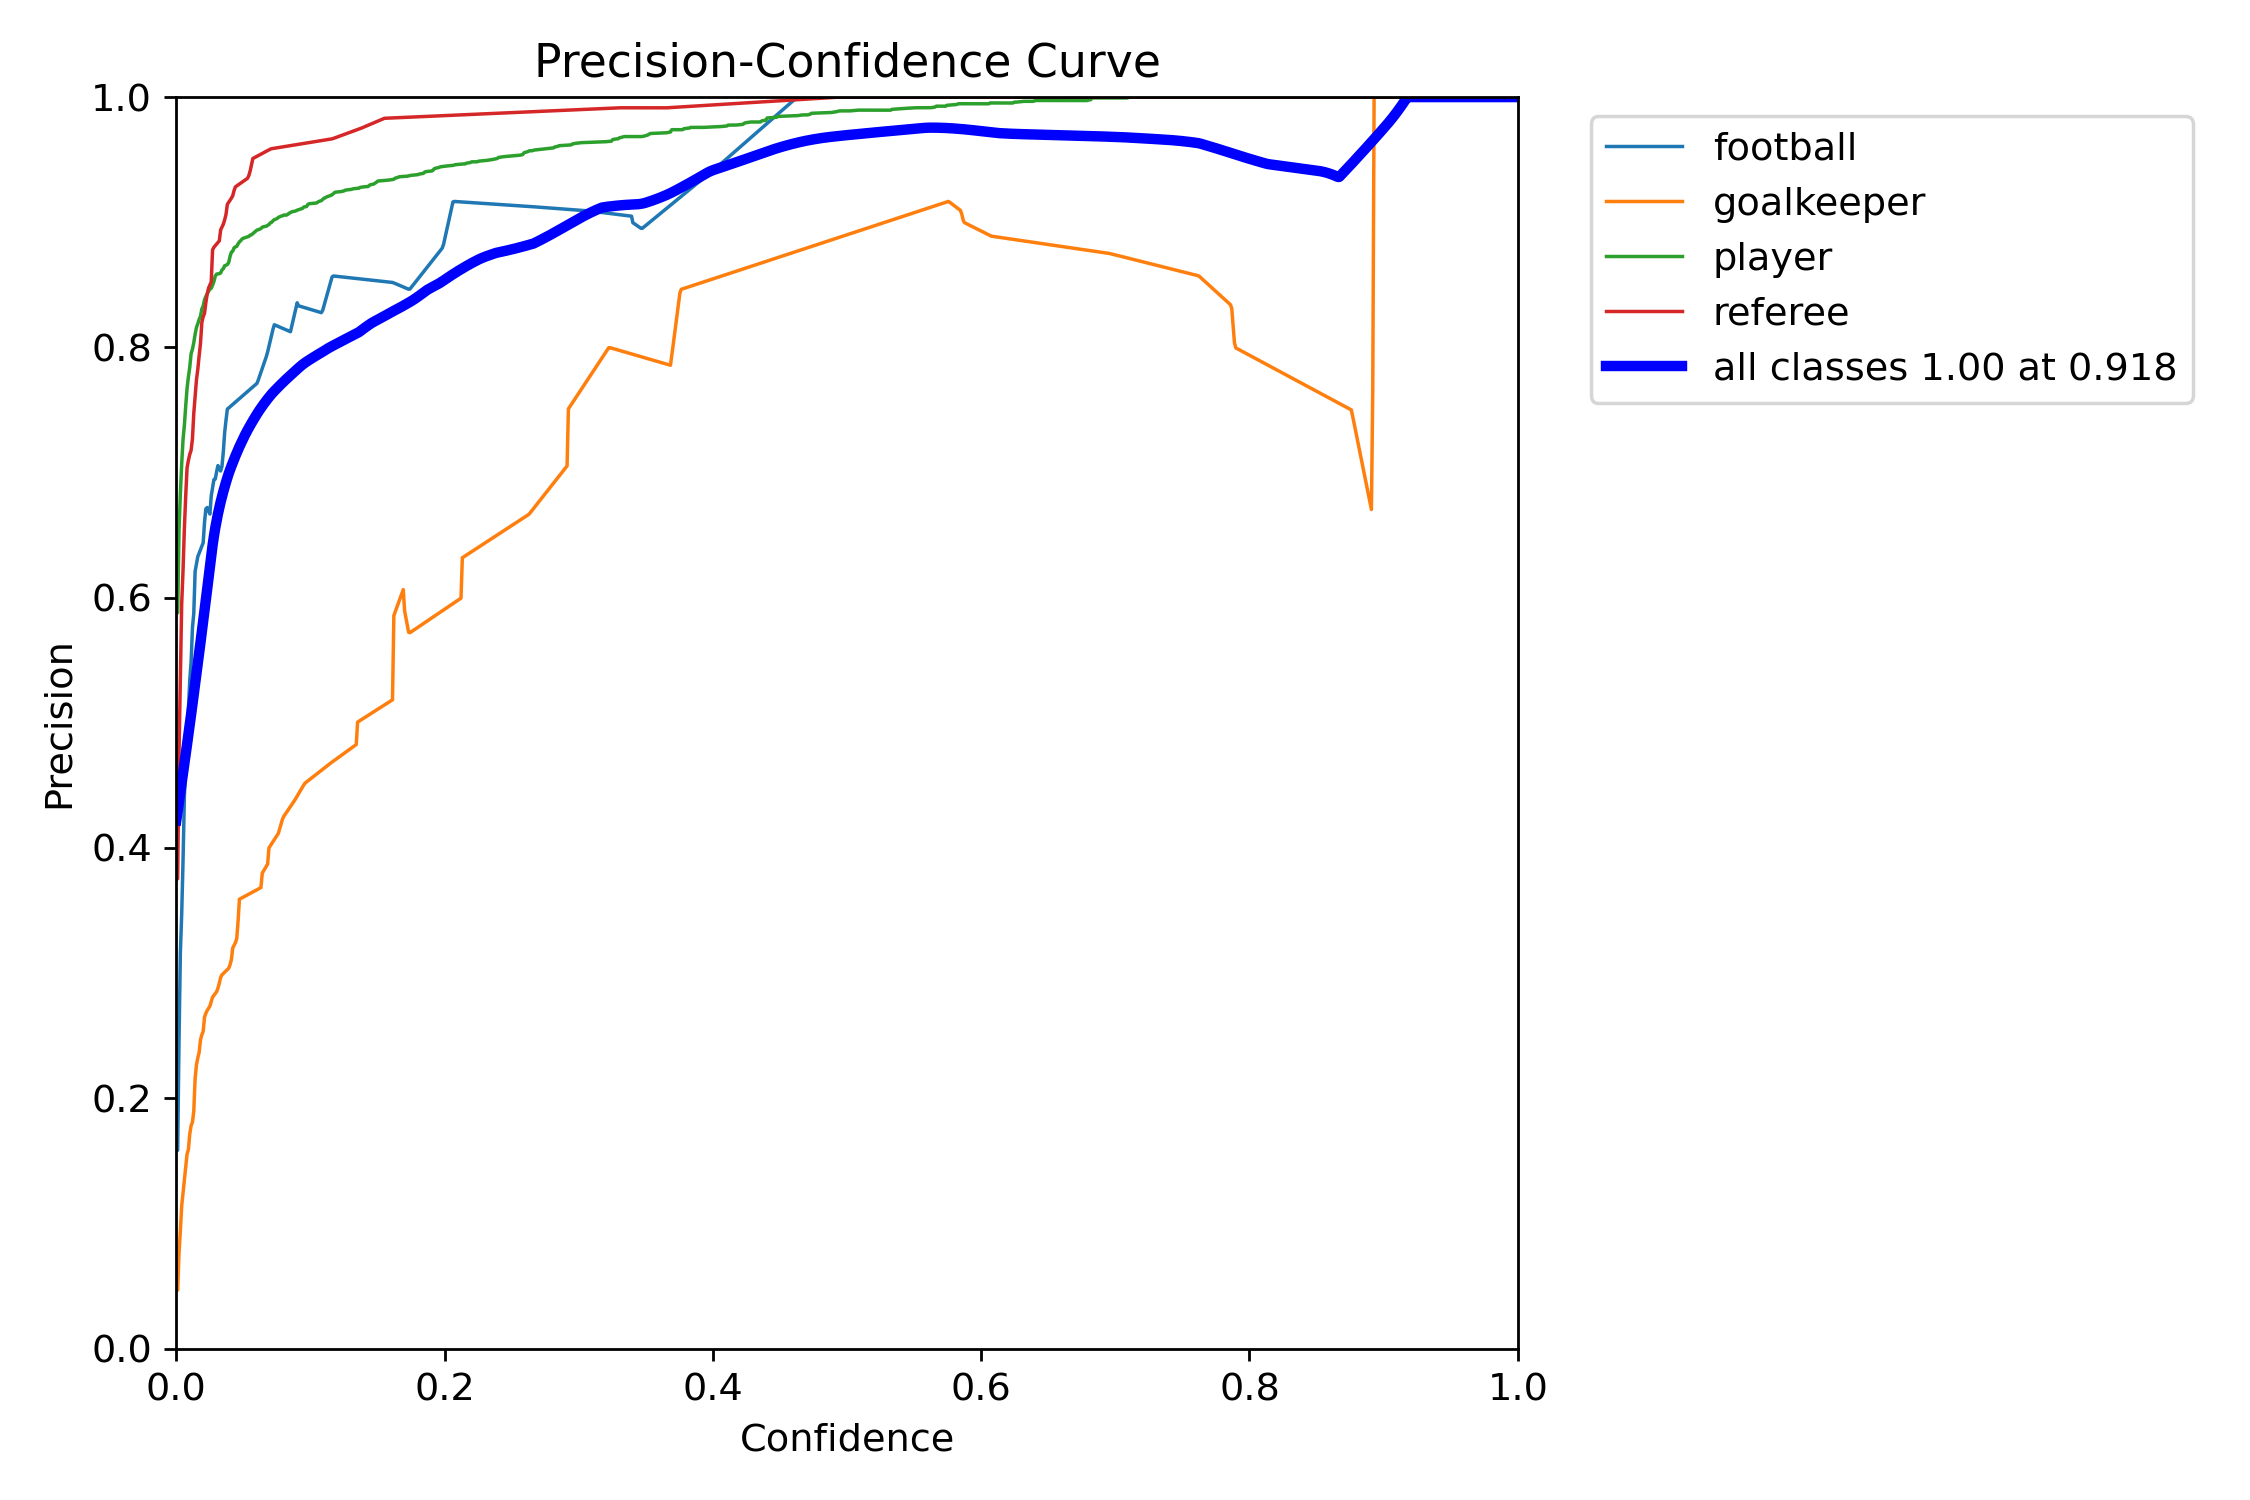 Precision-Confidence Curve
1.0
0.8
0.6
0.4
0.2
0.0
Precision
0.0 0.2 0.4 0.6 0.8 1.0
Confidence
football
goalkeeper
player
referee
all classes 1.00 at 0.918